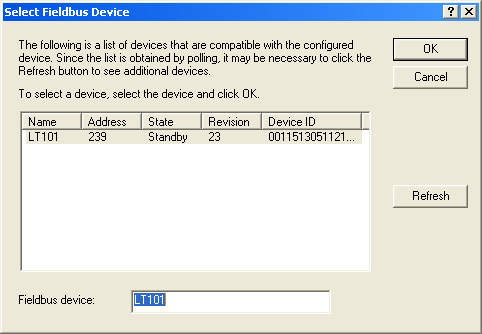 Select Fieldbus Device
The following is a list of devices that are compatible with the configured
device. Since the list is obtained by polling, it may be necessary to click the
Refresh button to see additional devices.
To select a device, select the device and click OK.
OK
Cancel
Name Address State Revision Device ID
LT101 239 Standby 23 0011513051121...
Refresh
Fieldbus device: LT101